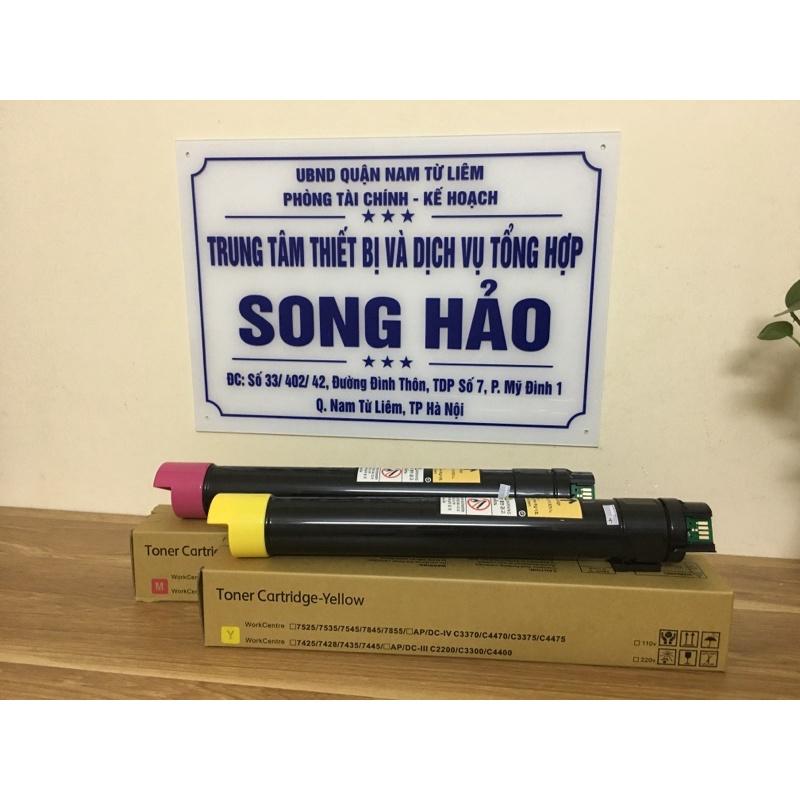 UBND QUẬN NAM TỪ LIÊM
PHÒNG TÀI CHÍNH - KẾ HOẠCH
TRUNG TÂM THIẾT BỊ VÀ DỊCH VỤ TỔNG HỢP
SONG HẢO
ĐC: Số 33/ 402/ 42, Đường Đình Thôn, TDP Số 7, P. Mỹ Đình 1
Q. Nam Từ Liêm, TP Hà Nội
Toner Cartri
M
WorkCen
WorkCe
Toner Cartridge-Yellow
Y
WorkCentre □7525/7535/7545/7845/7855/□AP/DC-IV C3370/C4470/C3375/C4475
WorkCentre □7425/7428/7435/7445/□AP/DC-III C2200/C3300/C4400
□110v
□220v